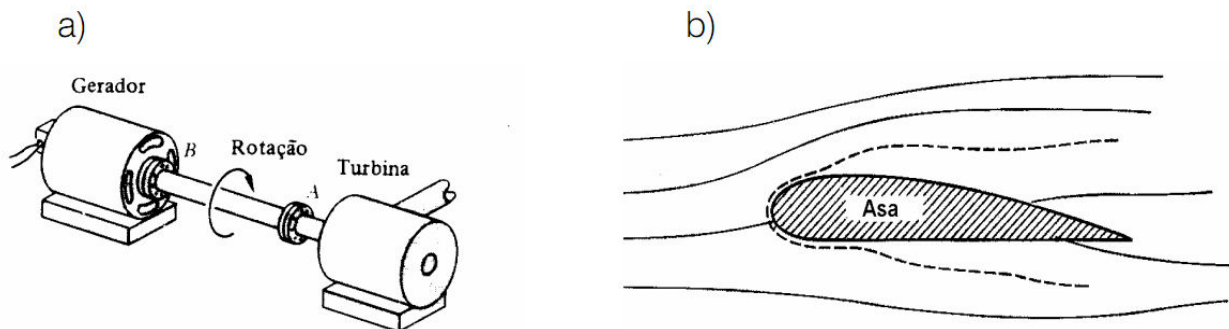 a)
b)
Gerador
B
Rotação
A
Turbina
Asa